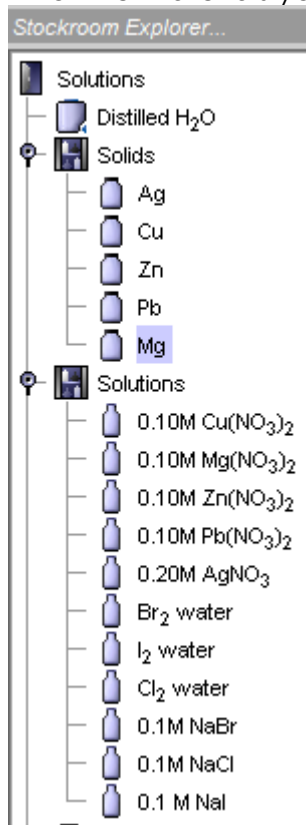 Stockroom Explorer...
Solutions
Distilled H₂O
Solids
Ag
Cu
Zn
Pb
Mg
Solutions
0.10M Cu(NO₃)₂
0.10M Mg(NO₃)₂
0.10M Zn(NO₃)₂
0.10M Pb(NO₃)₂
0.20M AgNO₃
Br₂ water
I₂ water
Cl₂ water
0.1M NaBr
0.1M NaCl
0.1 M NaI